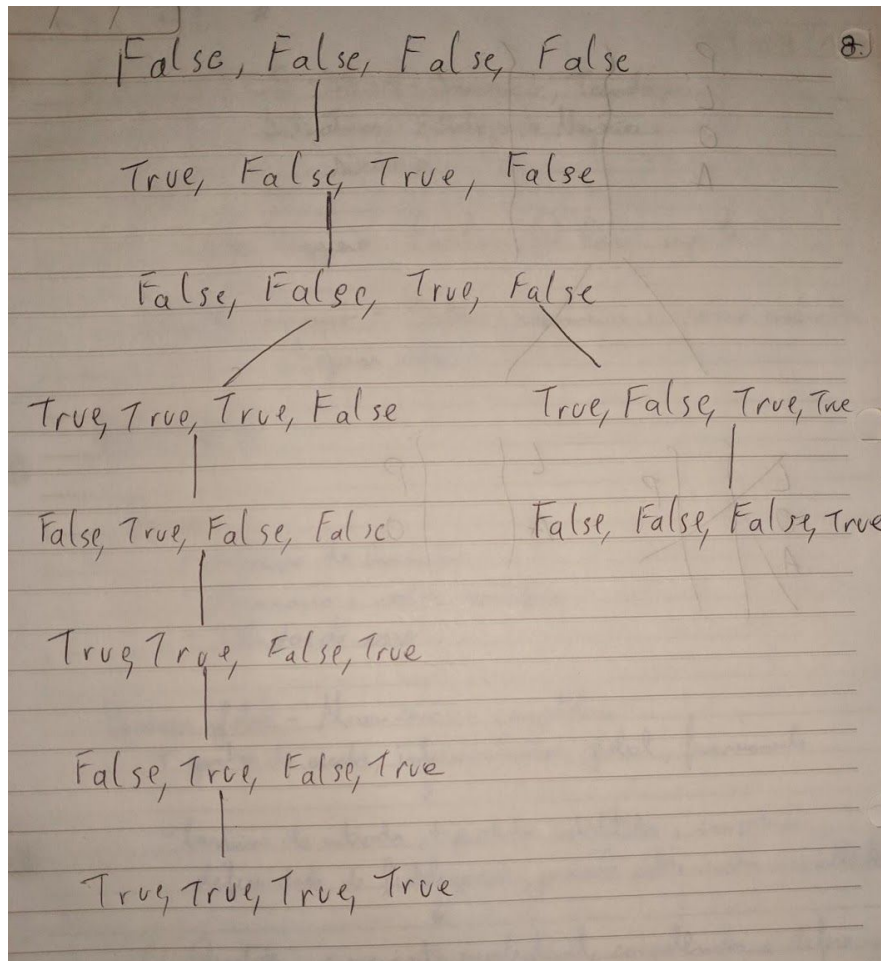 8.
False, False, False, False
True, False, True, False
False, False, True, False
True, True, True, False
True, False, True, True
False, True, False, False
False, False, False, True
True, True, False, True
False, True, False, True
True, True, True, True